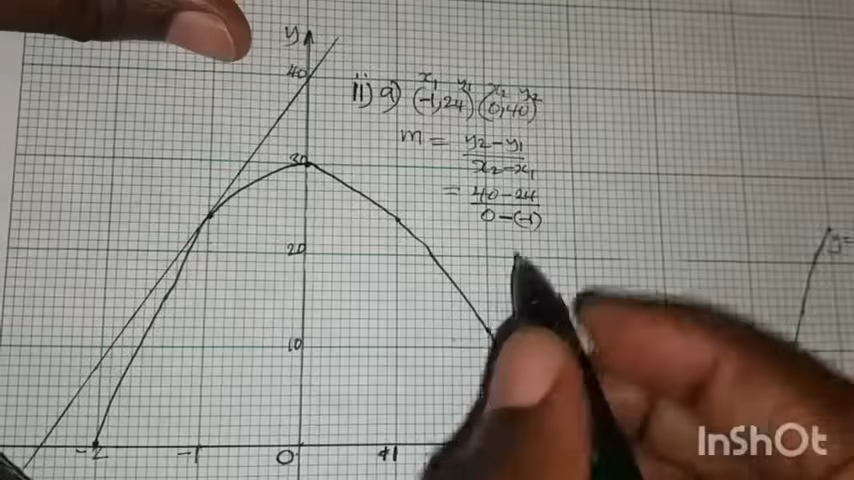 y
40
ii) a) (-1, 24) (0, 40)
x₁ y₁ x₂ y₂
m = y₂ - y₁
x₂ - x₁
= 40 - 24
0 - (-1)
30
20
10
y=
-2 -1 0 +1
InShOt